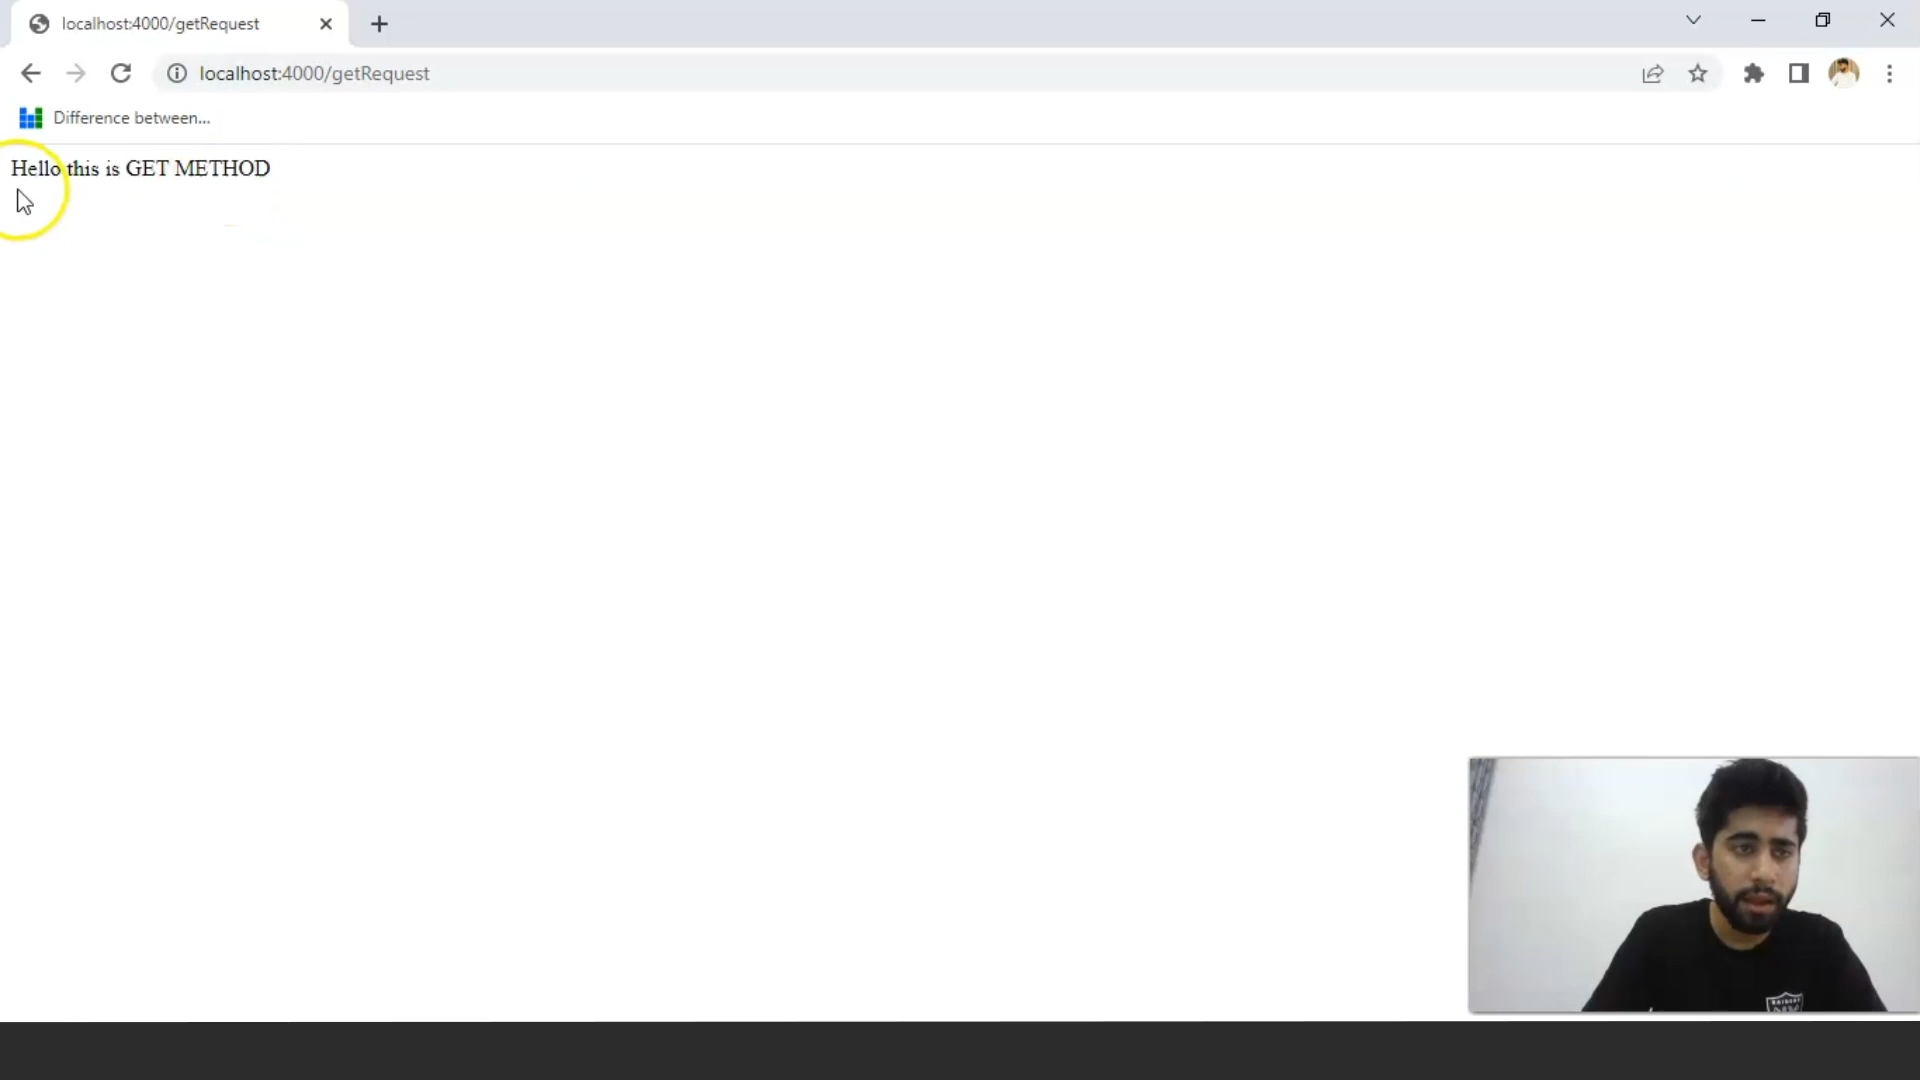 localhost:4000/getRequest
localhost:4000/getRequest
Difference between...
Hello this is GET METHOD